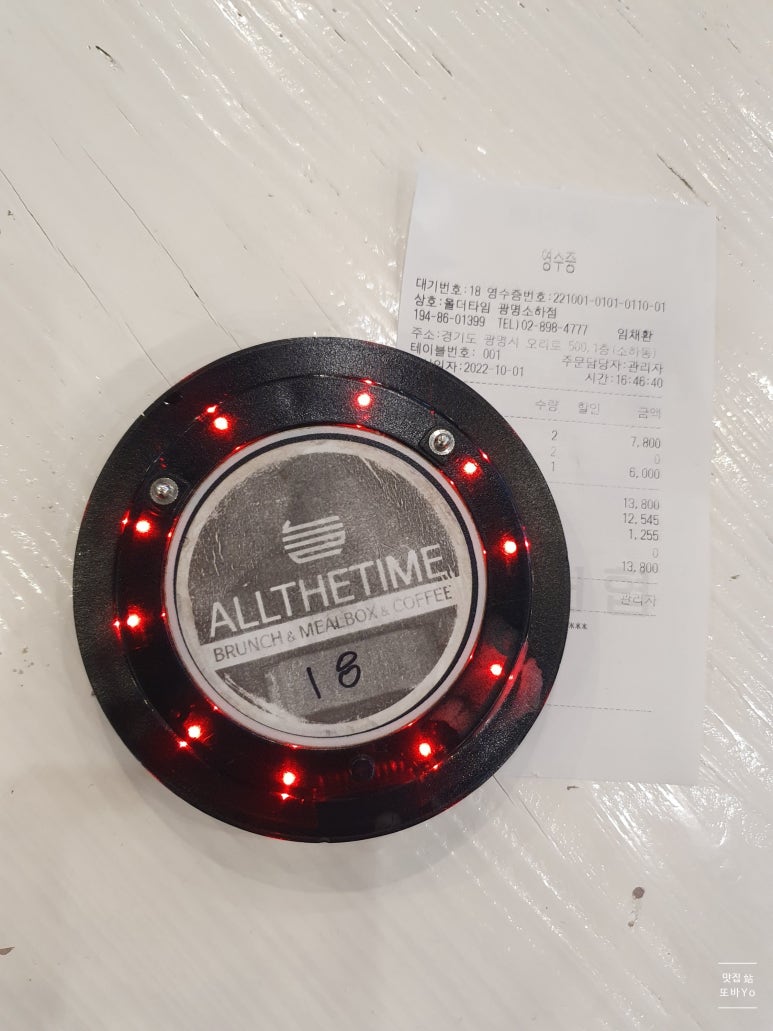 영수증
대기번호:18 영수증번호:221001-0101-0110-01
상호:올더타임 광명소하점
194-86-01399 TEL)02-898-4777 임채환
주소:경기도 광명시 오리로 500,1층(소하동)
테이블번호: 001 주문담당자:관리자
:2022-10-01 시간:16:46:40
수량 할인 금액
2 7,800
2 0
1 6,000
13,800
12,545
1,255
0
13,800
관리자
***
ALLTHETIME
BRUNCH & MEALBOX & COFFEE
18
맛집 站
또바Yo